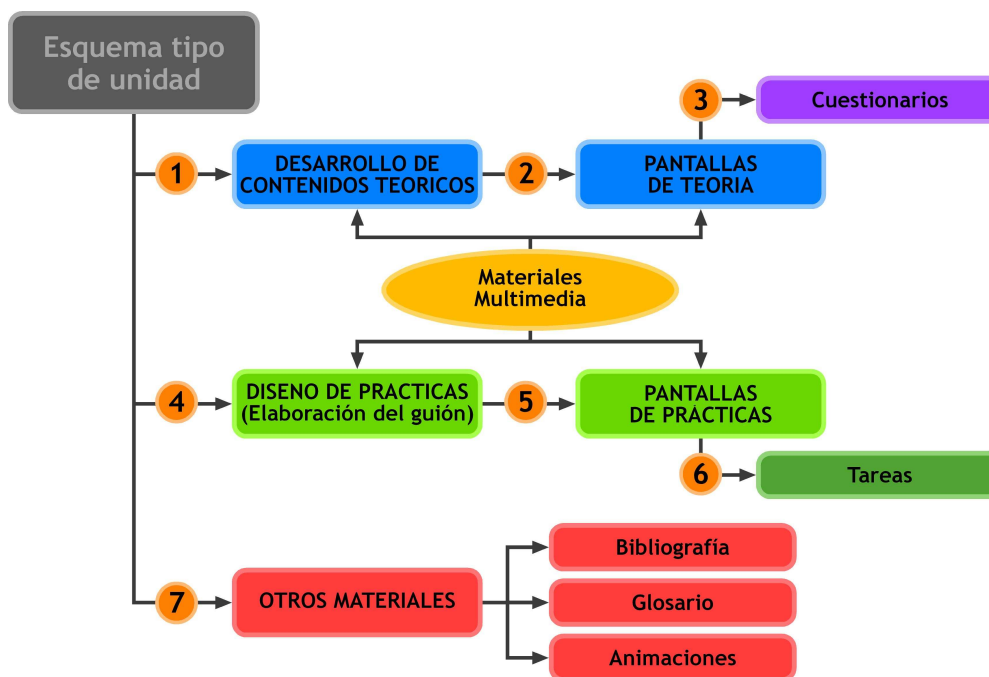 Esquema tipo
de unidad
3
Cuestionarios
1
DESARROLLO DE
CONTENIDOS TEORICOS
2
PANTALLAS
DE TEORIA
Materiales
Multimedia
4
DISENO DE PRACTICAS
(Elaboración del guión)
5
PANTALLAS
DE PRÁCTICAS
6
Tareas
7
OTROS MATERIALES
Bibliografía
Glosario
Animaciones